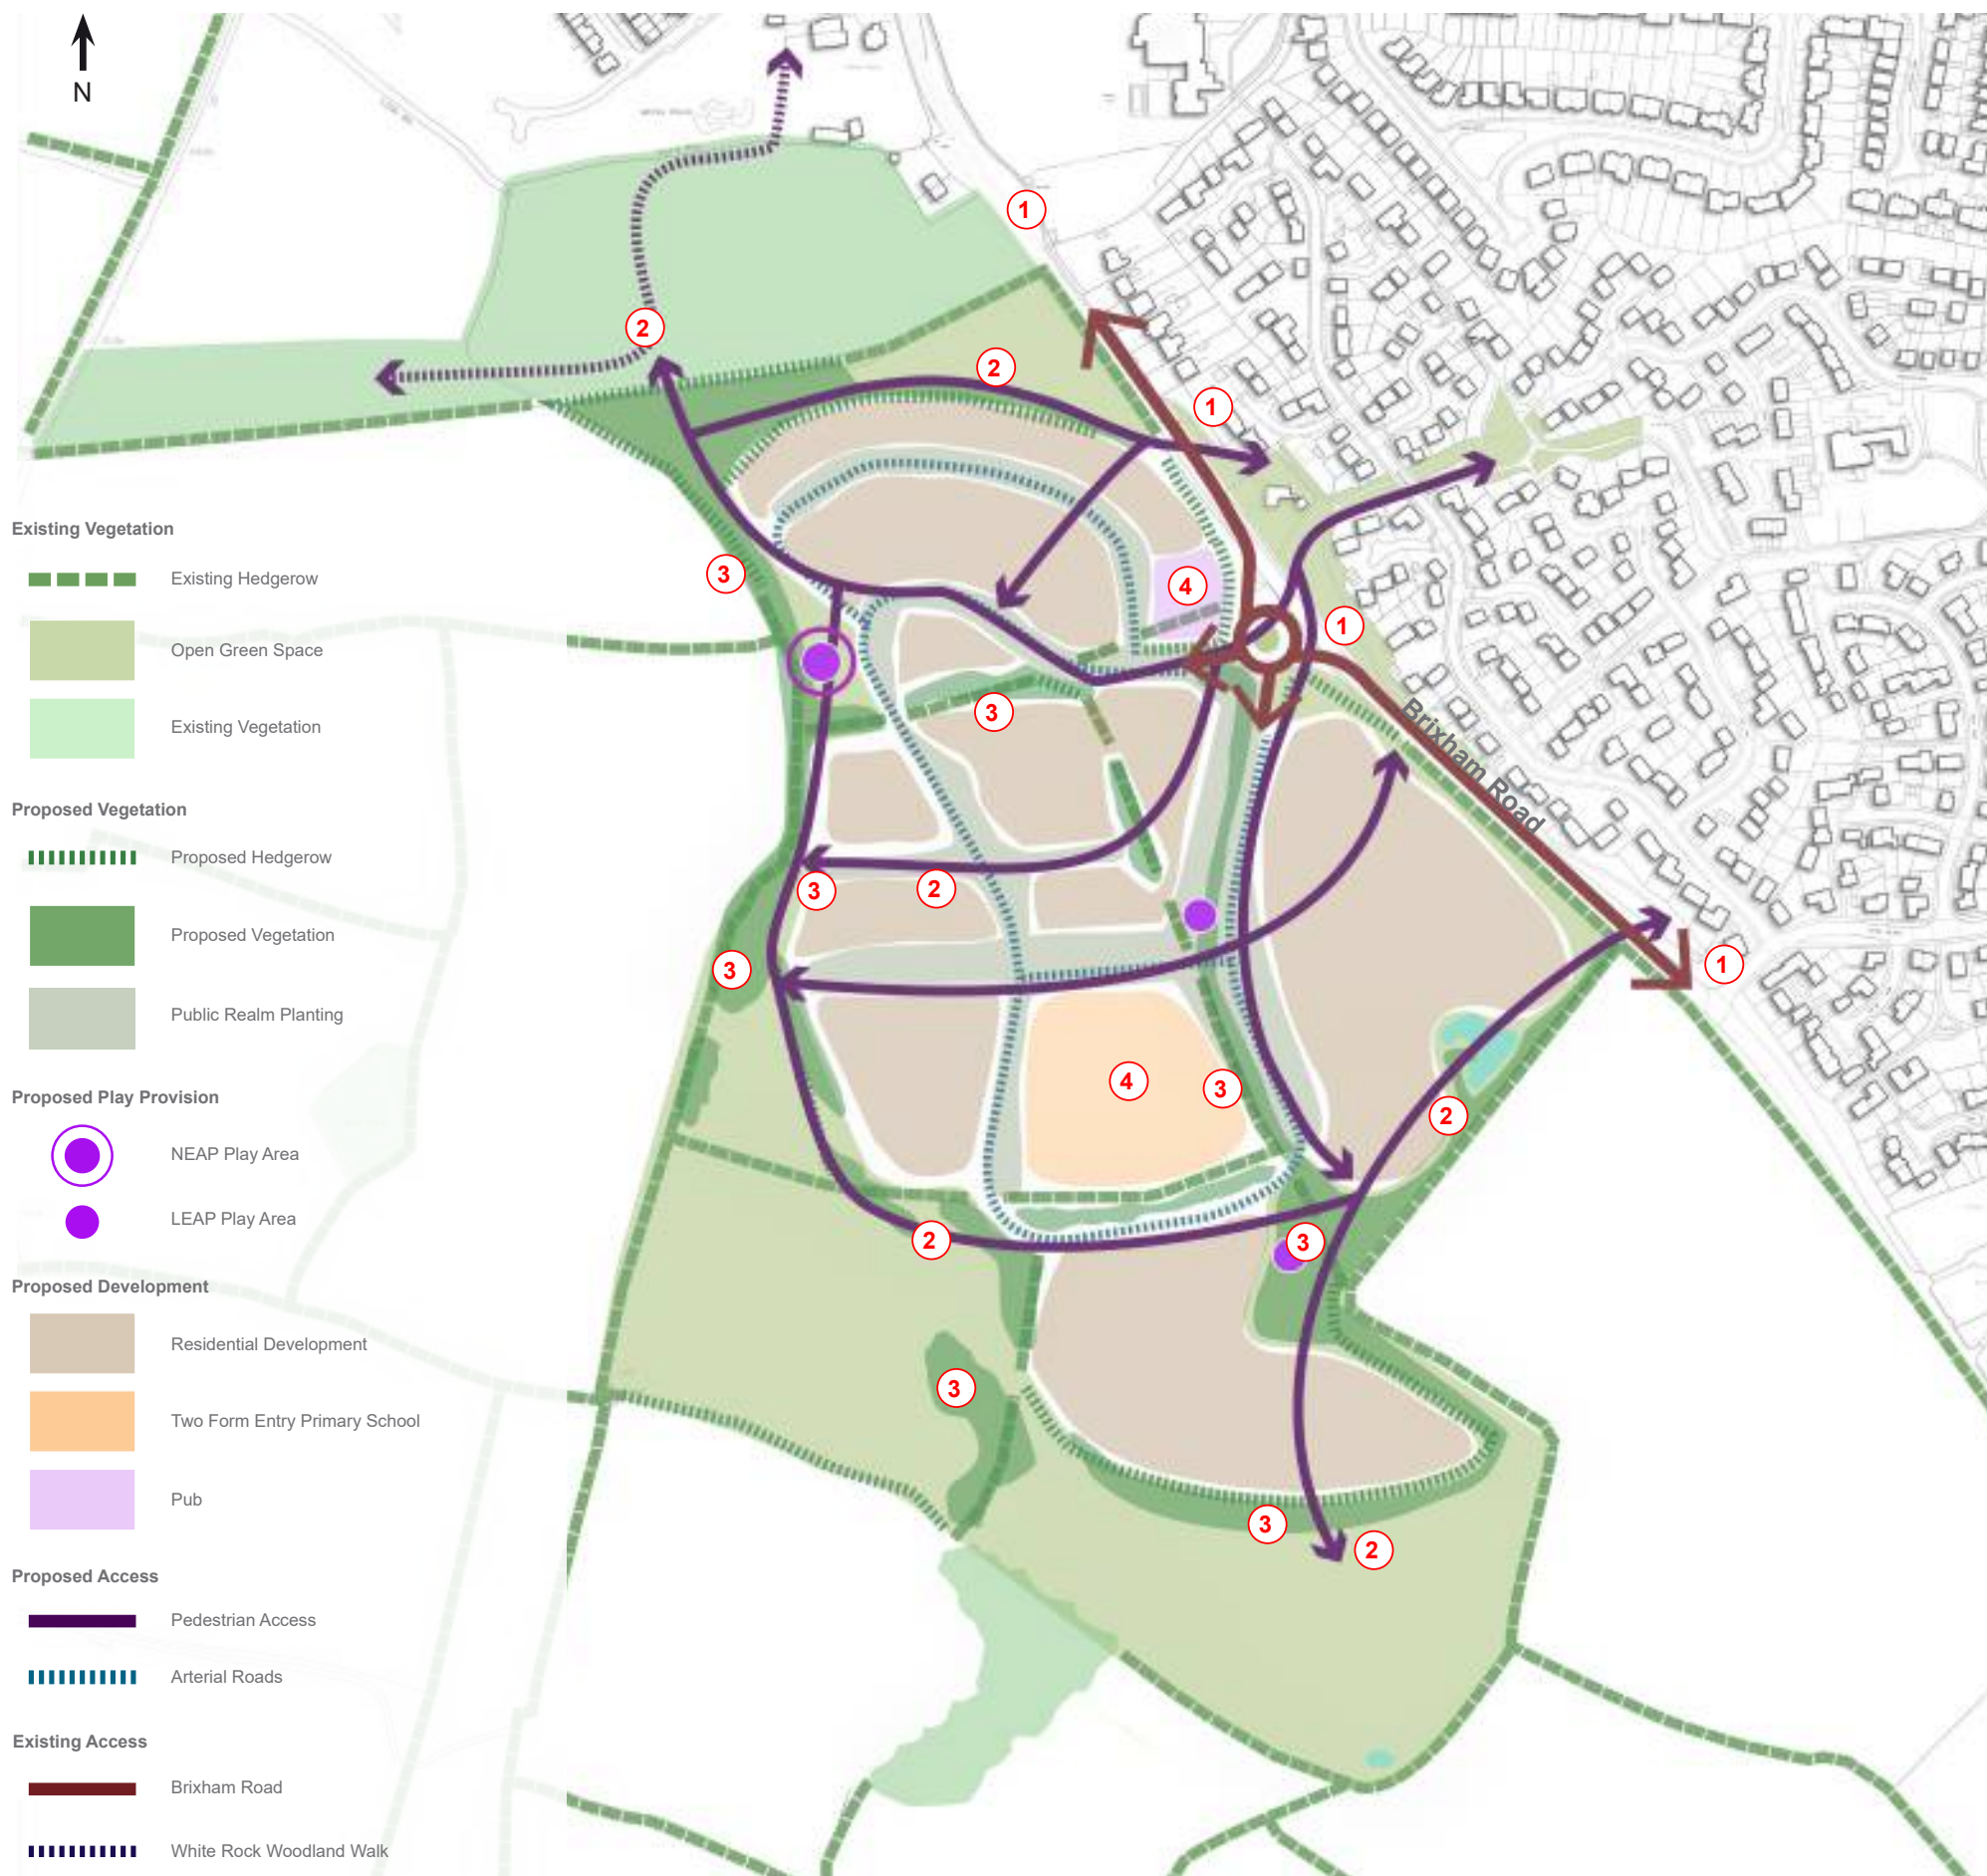 N
1
2
2
1
Existing Vegetation
Existing Hedgerow
3
4
1
Open Green Space
3
Existing Vegetation
Brixham Road
Proposed Vegetation
Proposed Hedgerow
3
2
Proposed Vegetation
3
1
Public Realm Planting
4
3
2
Proposed Play Provision
NEAP Play Area
LEAP Play Area
2
3
Proposed Development
Residential Development
3
Two Form Entry Primary School
Pub
3
2
Proposed Access
Pedestrian Access
Arterial Roads
Existing Access
Brixham Road
White Rock Woodland Walk